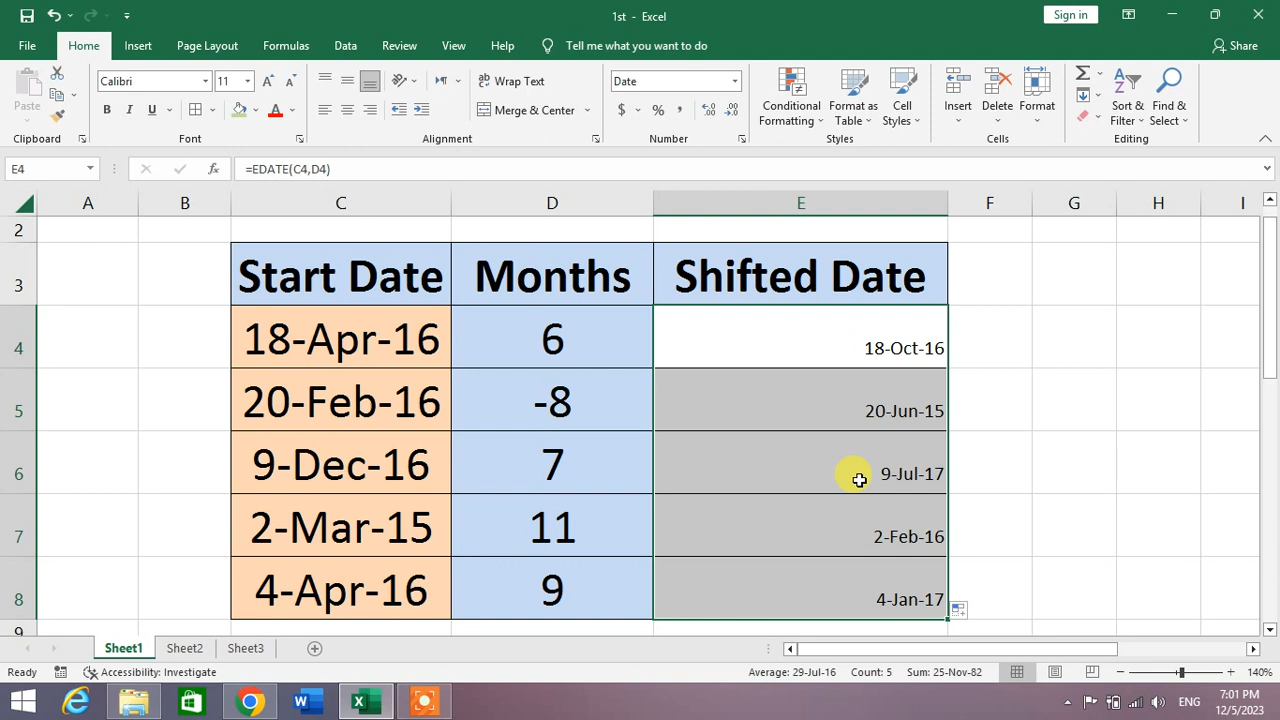 1st - Excel
Sign in
File Home Insert Page Layout Formulas Data Review View Help Tell me what you want to do Share
Paste
Clipboard
Calibri 11
B I U
Font
Wrap Text
Merge & Center
Alignment
Date
$ % ,
Number
Conditional Formatting
Format as Table
Cell Styles
Styles
Insert Delete Format
Cells
Sort & Filter
Find & Select
Editing
E4 fx =EDATE(C4,D4)
A B C D E F G H I
2
3 Start Date Months Shifted Date
4 18-Apr-16 6 18-Oct-16
5 20-Feb-16 -8 20-Jun-15
6 9-Dec-16 7 9-Jul-17
7 2-Mar-15 11 2-Feb-16
8 4-Apr-16 9 4-Jan-17
9
Sheet1 Sheet2 Sheet3
Ready Accessibility: Investigate Average: 29-Jul-16 Count: 5 Sum: 25-Nov-82 140%
ENG
7:01 PM
12/5/2023